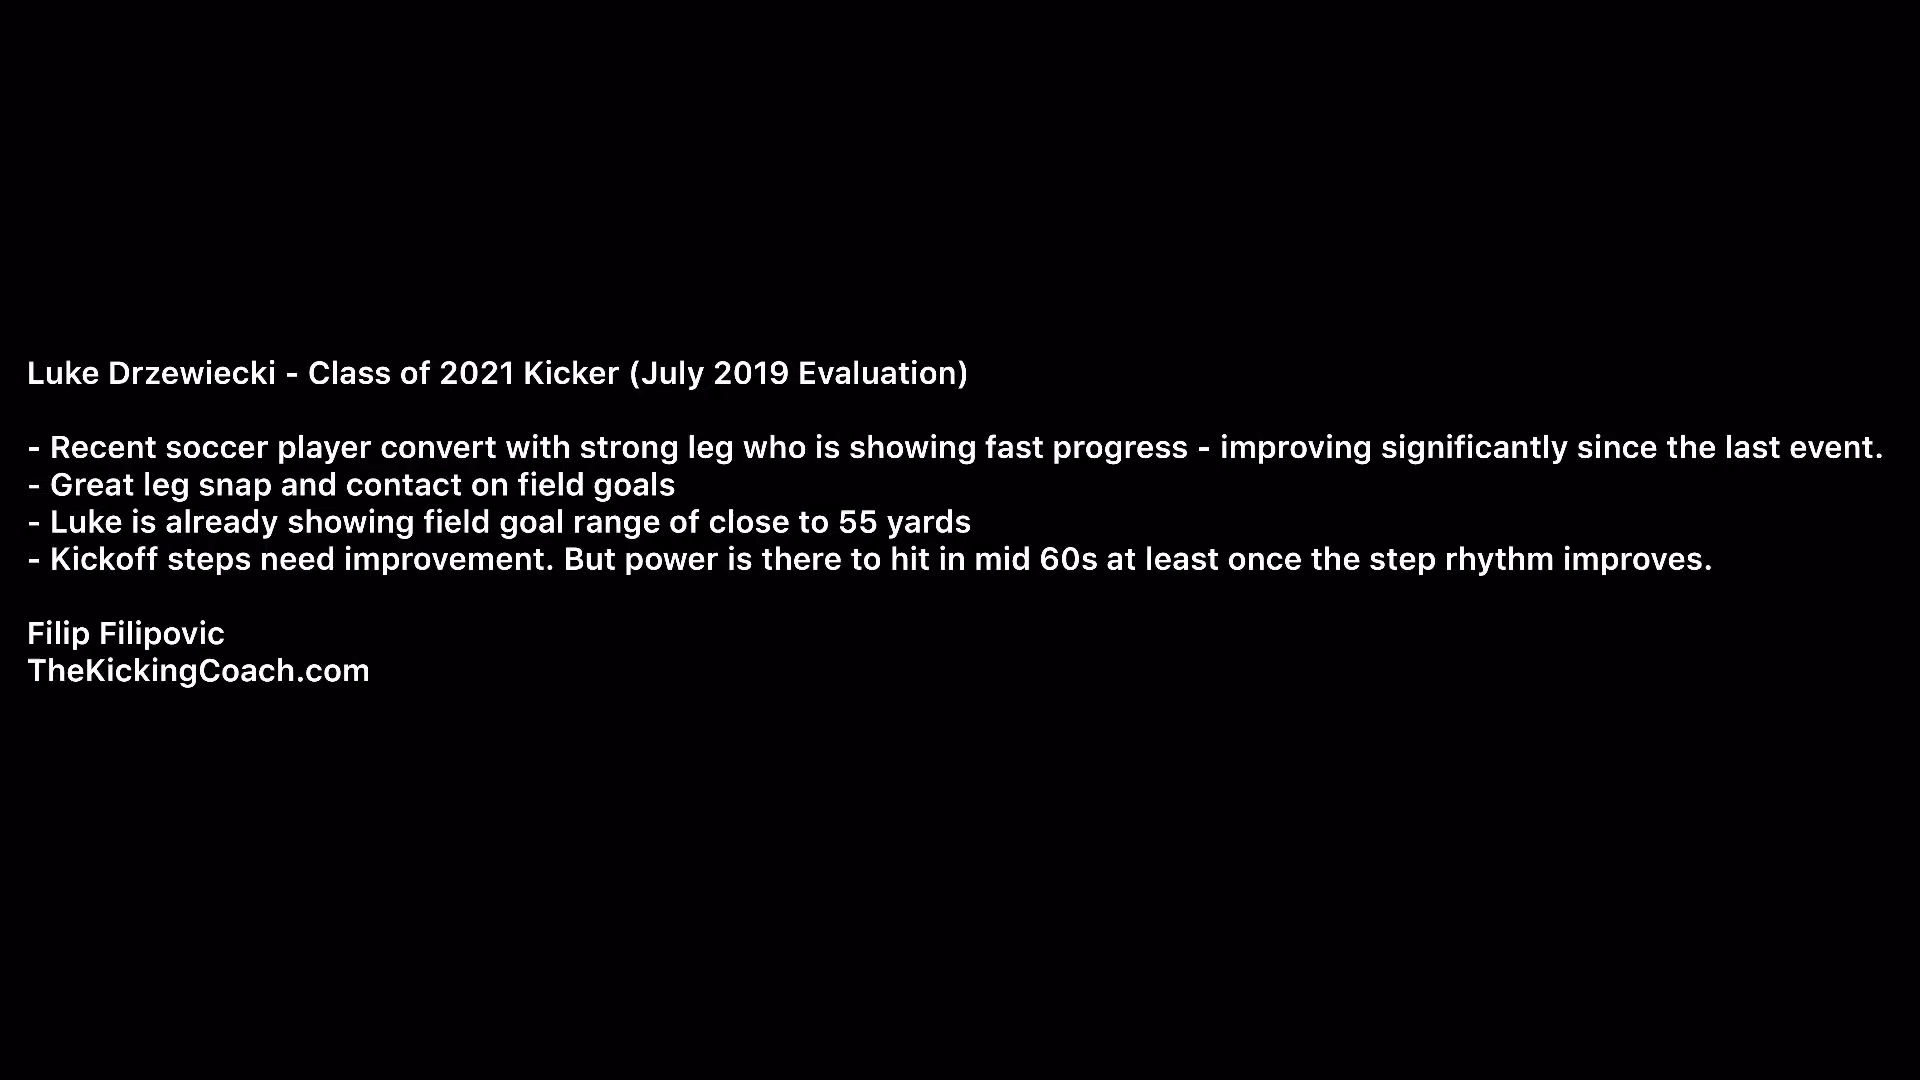 Luke Drzewiecki - Class of 2021 Kicker (July 2019 Evaluation)
- Recent soccer player convert with strong leg who is showing fast progress - improving significantly since the last event.
- Great leg snap and contact on field goals
- Luke is already showing field goal range of close to 55 yards
- Kickoff steps need improvement. But power is there to hit in mid 60s at least once the step rhythm improves.
Filip Filipovic
TheKickingCoach.com